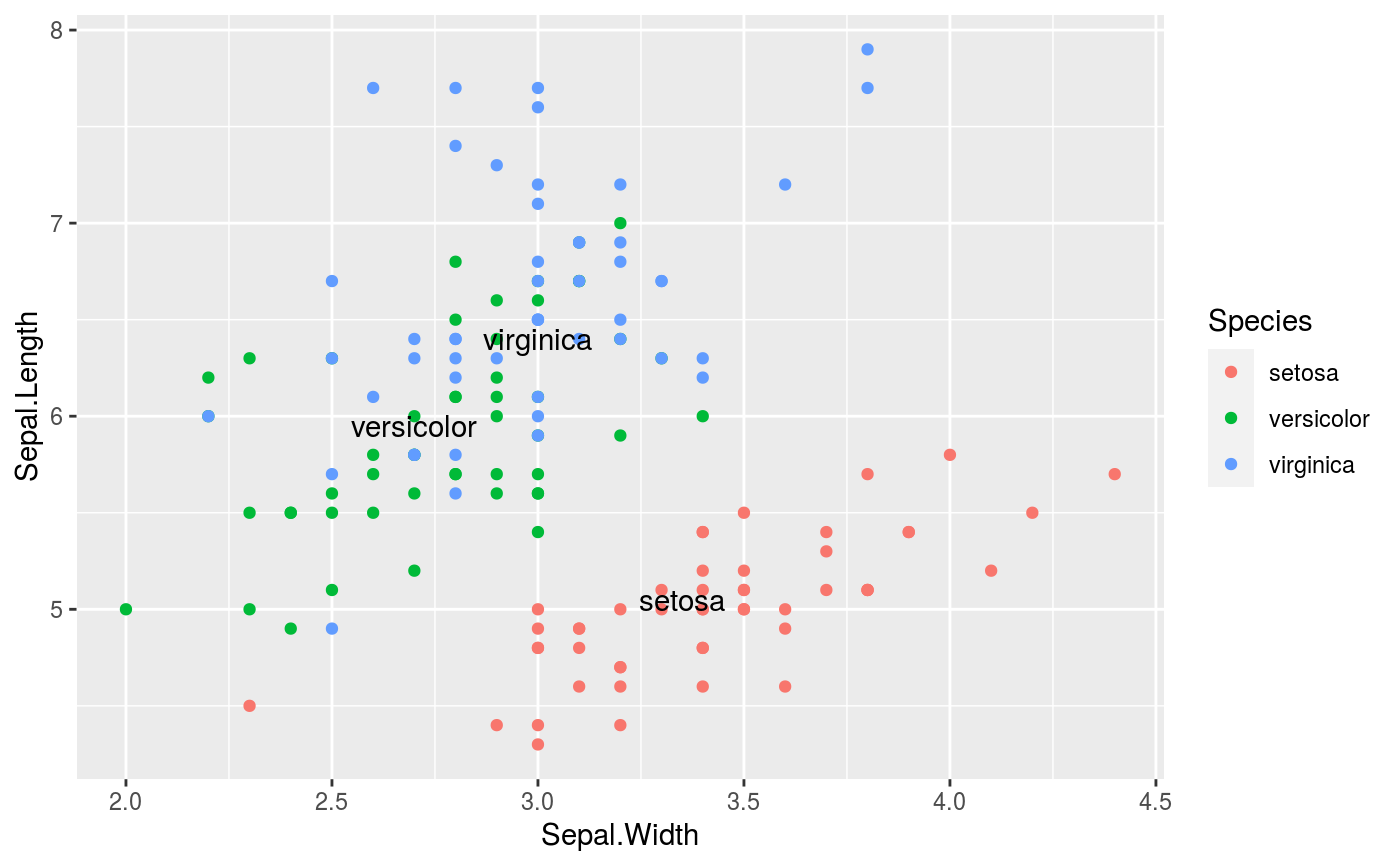 8
7
6
5
Sepal.Length
virginica
versicolor
setosa
2.0 2.5 3.0 3.5 4.0 4.5
Sepal.Width
Species
setosa
versicolor
virginica